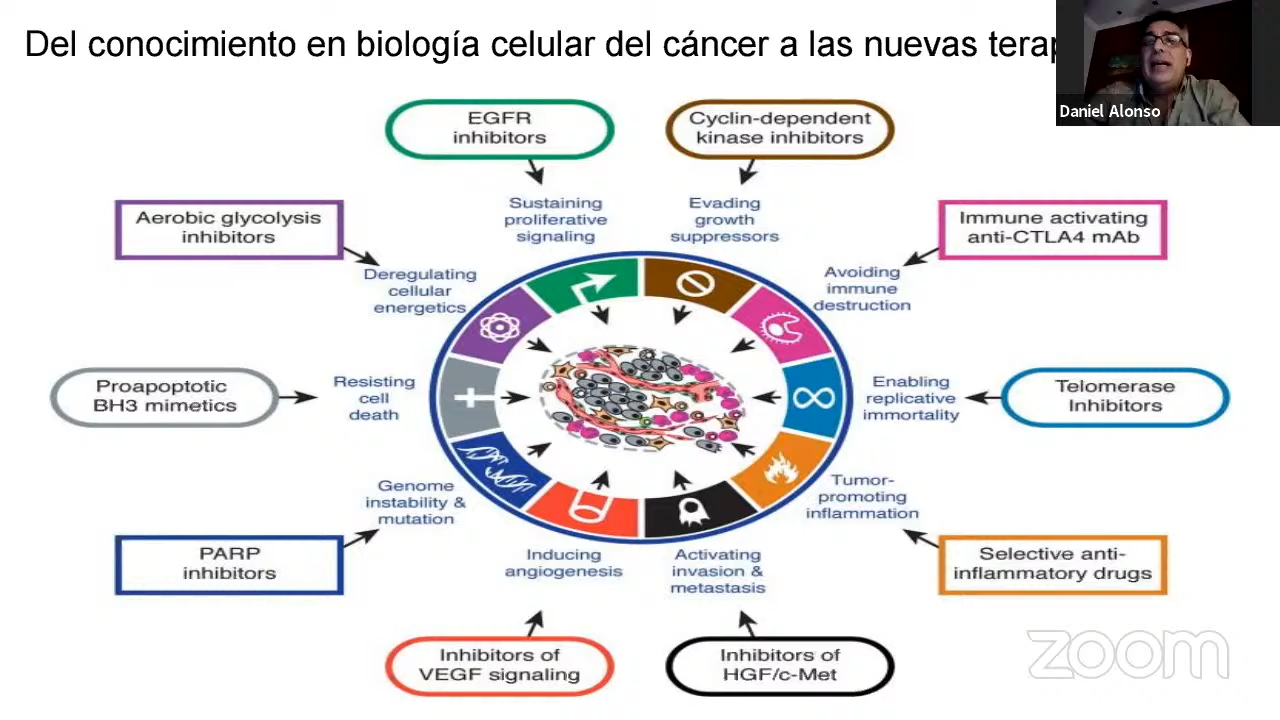 Del conocimiento en biología celular del cáncer a las nuevas
Daniel Alonso
EGFR
inhibitors
Cyclin-dependent
kinase inhibitors
Aerobic glycolysis
inhibitors
Sustaining
proliferative
signaling
Evading
growth
suppressors
Immune activating
anti-CTLA4 mAb
Deregulating
cellular
energetics
Avoiding
immune
destruction
Proapoptotic
BH3 mimetics
Resisting
cell
death
Enabling
replicative
immortality
Telomerase
Inhibitors
Genome
instability &
mutation
Tumor-
promoting
inflammation
PARP
inhibitors
Inducing
angiogenesis
Activating
invasion &
metastasis
Selective anti-
inflammatory drugs
Inhibitors of
VEGF signaling
Inhibitors of
HGF/c-Met
zoom